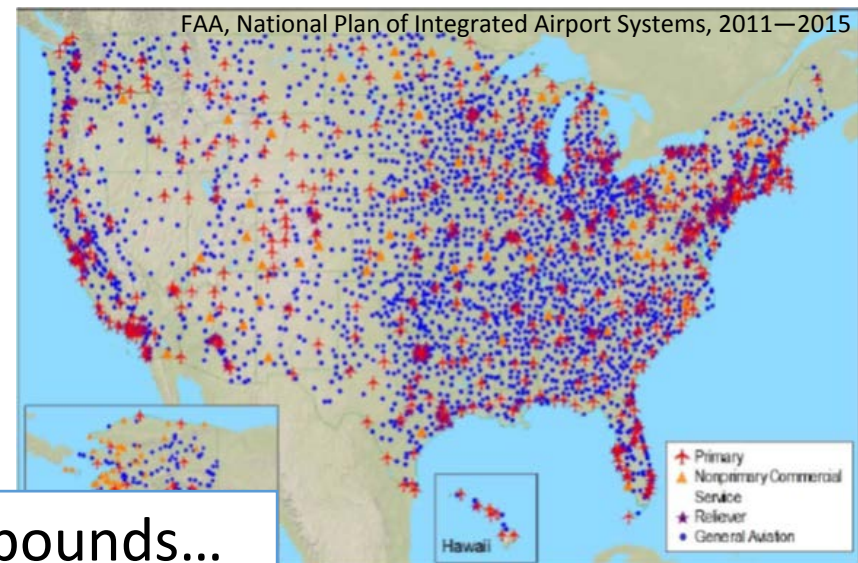 FAA, National Plan of Integrated Airport Systems, 2011—2015
Primary
Nonprimary Commercial
Service
Reliever
General Aviation
Hawaii
pounds...